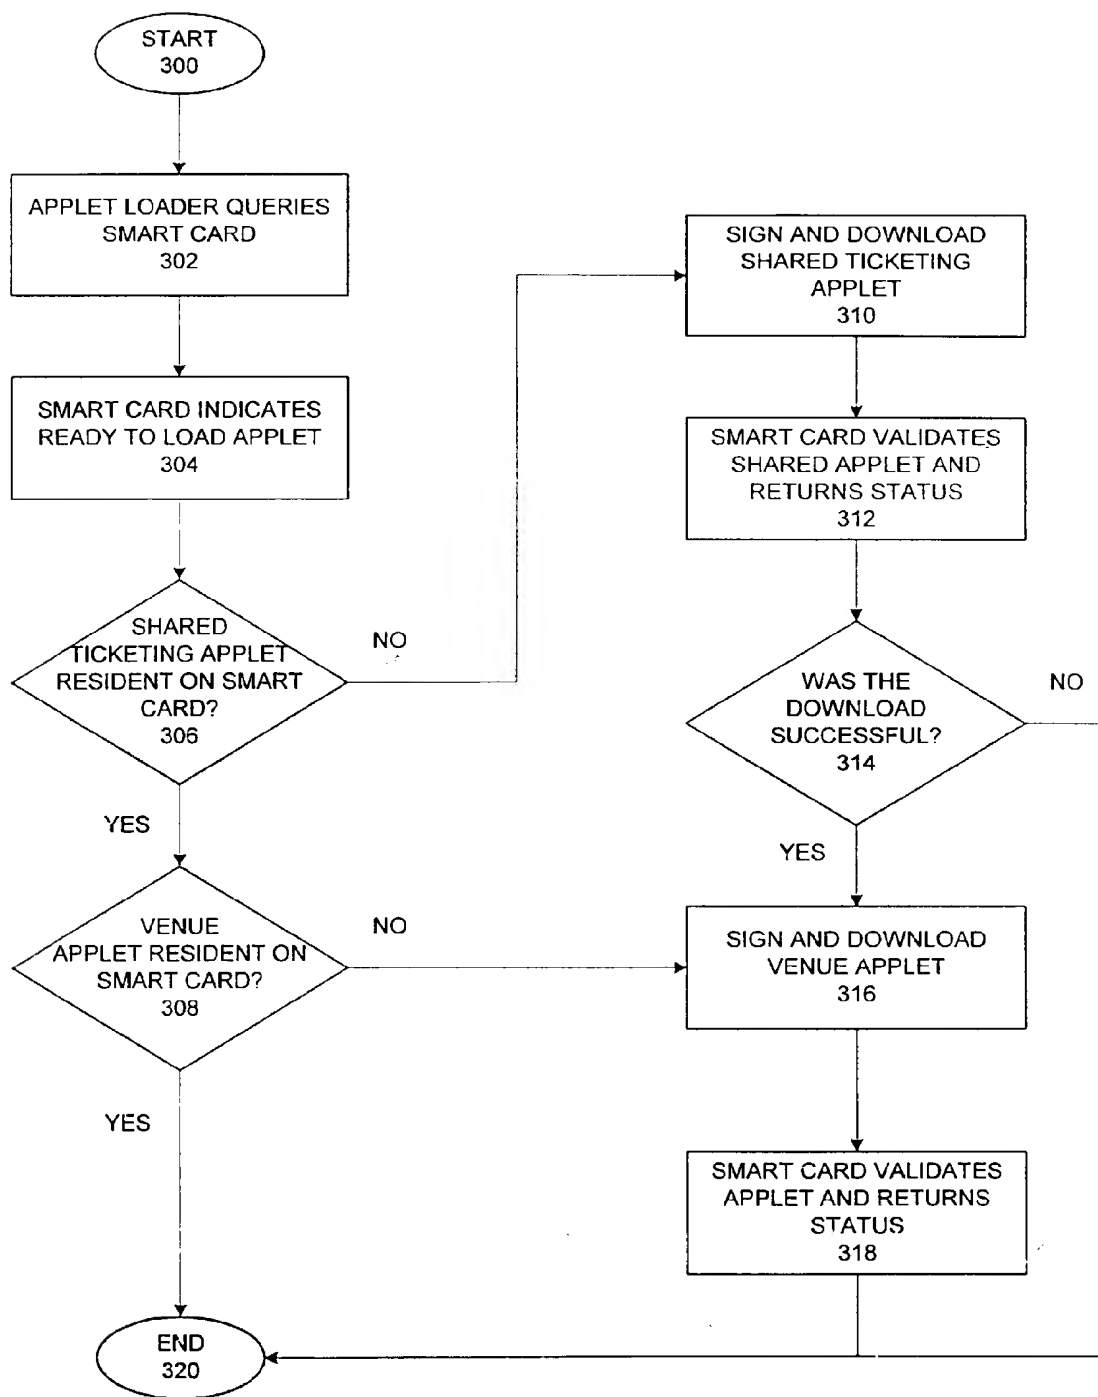 START
300
APPLET LOADER QUERIES
SMART CARD
302
SMART CARD INDICATES
READY TO LOAD APPLET
304
SHARED
TICKETING APPLET
RESIDENT ON SMART
CARD?
306
NO
YES
VENUE
APPLET RESIDENT ON
SMART CARD?
308
NO
YES
END
320
SIGN AND DOWNLOAD
SHARED TICKETING
APPLET
310
SMART CARD VALIDATES
SHARED APPLET AND
RETURNS STATUS
312
WAS THE
DOWNLOAD
SUCCESSFUL?
314
NO
YES
SIGN AND DOWNLOAD
VENUE APPLET
316
SMART CARD VALIDATES
APPLET AND RETURNS
STATUS
318